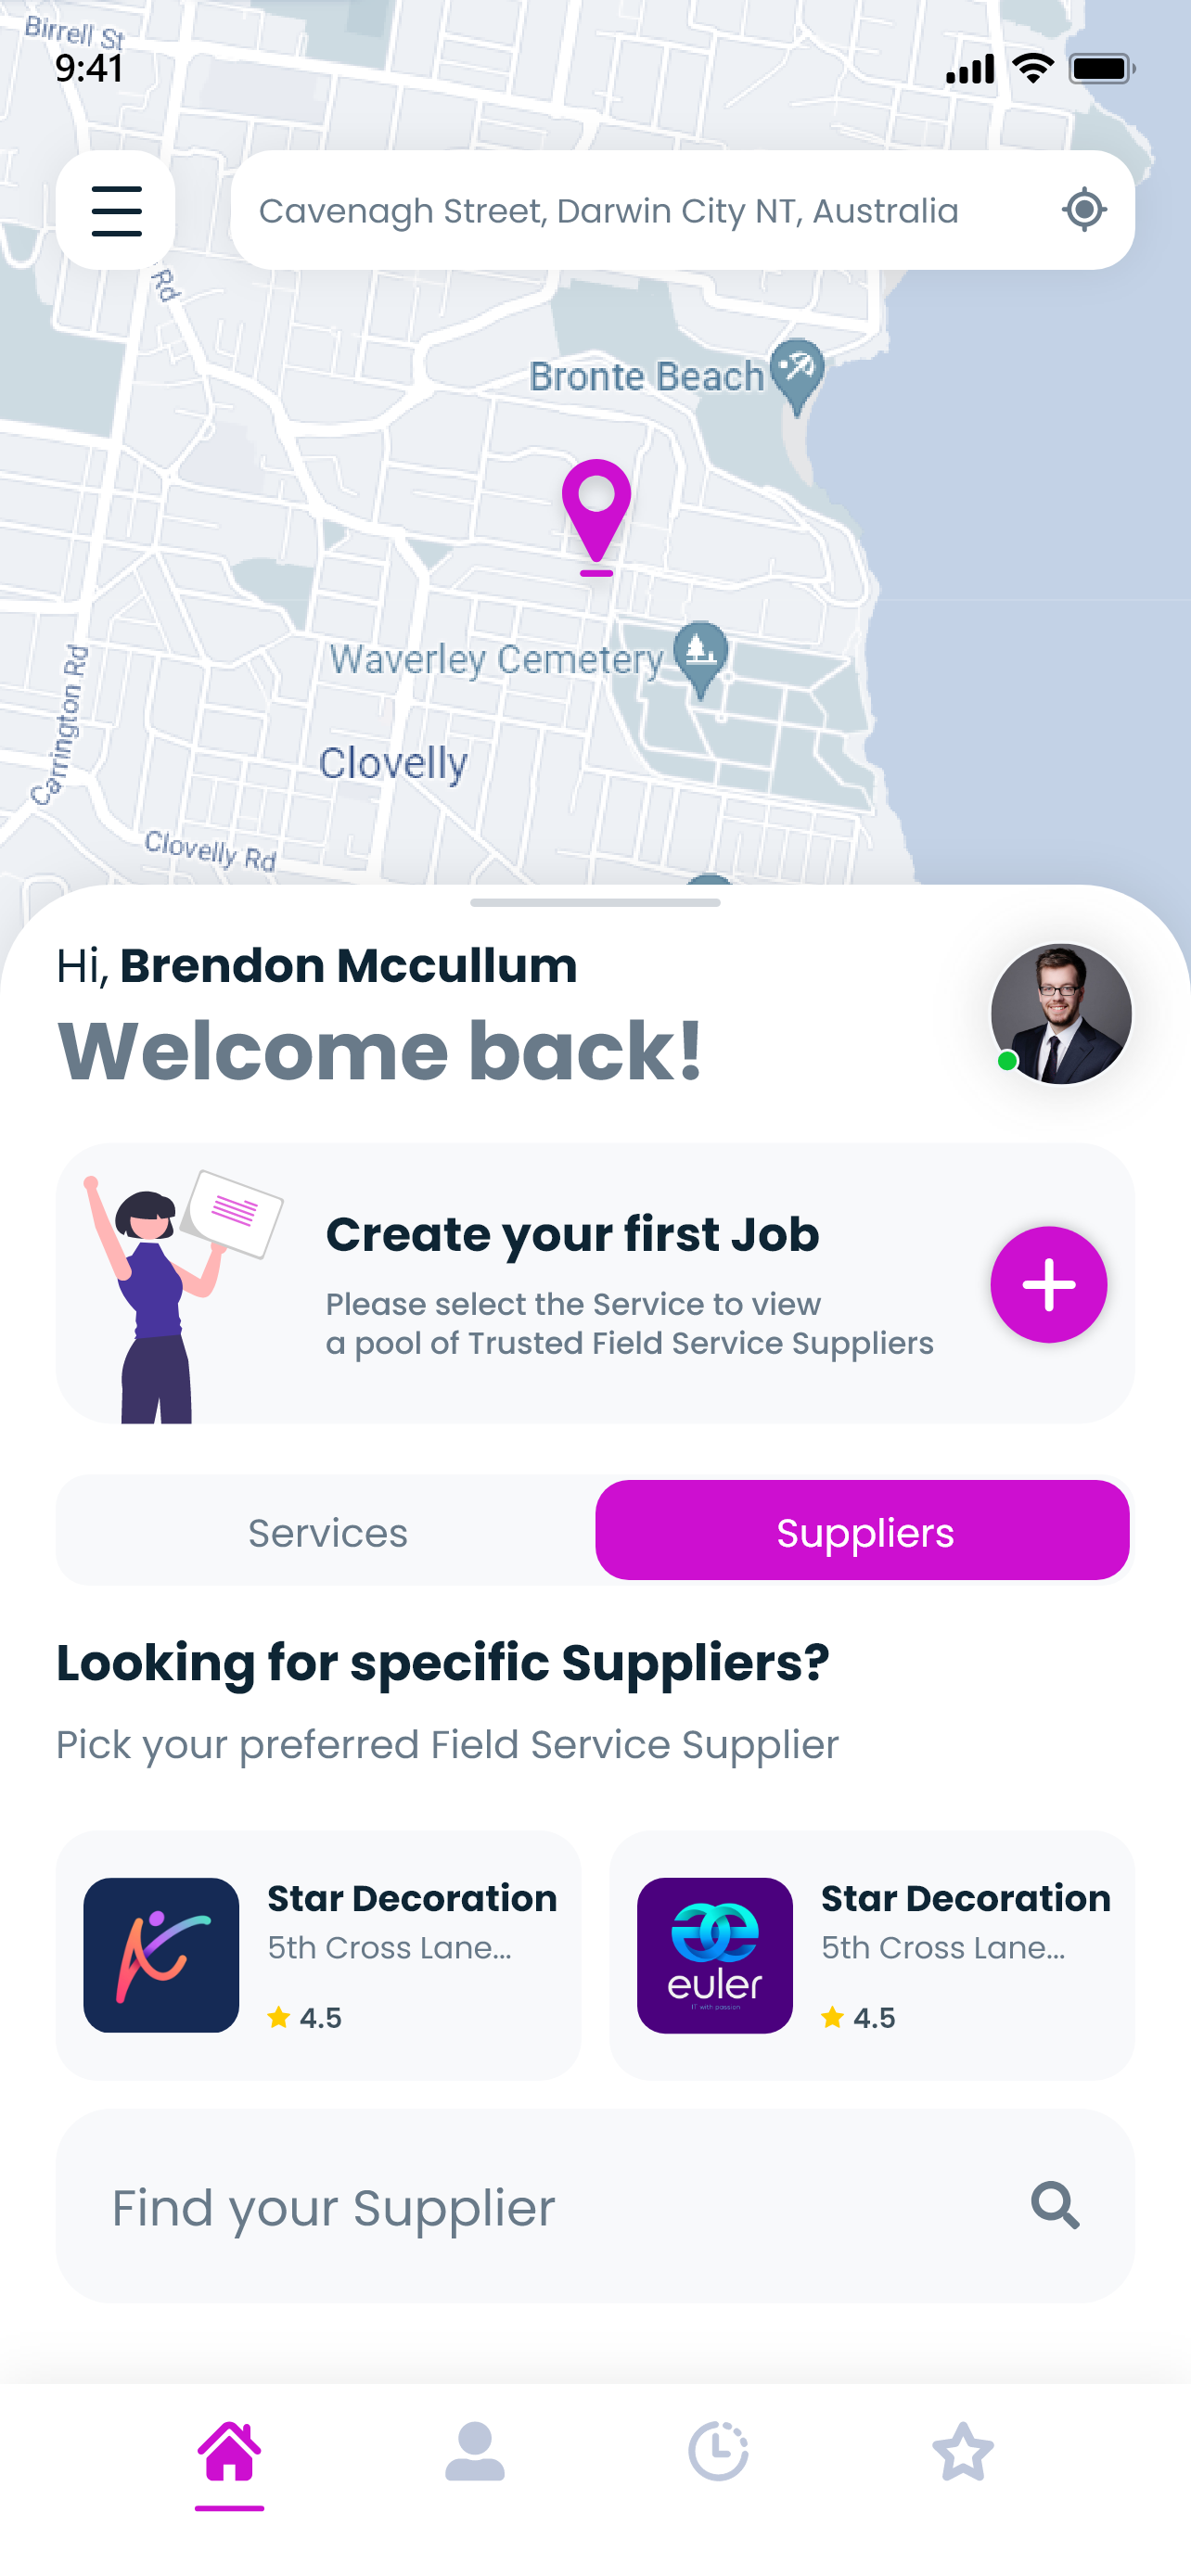 Birrell St
9:41
Cavenagh Street, Darwin City NT, Australia
Rd
Bronte Beach
Waverley Cemetery
Carrington Rd
Clovelly
Clovelly Rd
Hi, Brendon Mccullum
Welcome back!
Create your first Job
Please select the Service to view
a pool of Trusted Field Service Suppliers
Services
Suppliers
Looking for specific Suppliers?
Pick your preferred Field Service Supplier
Star Decoration
5th Cross Lane...
4.5
euler
IT with passion
Star Decoration
5th Cross Lane...
4.5
Find your Supplier